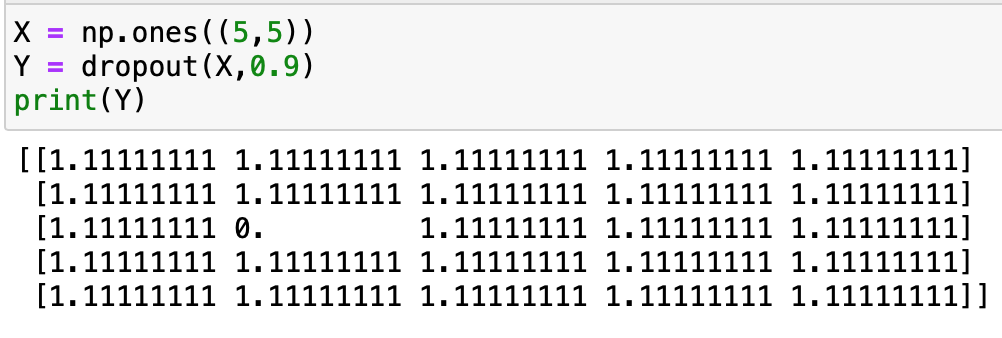 X = np.ones((5,5))
Y = dropout(X,0.9)
print(Y)
[[1.11111111 1.11111111 1.11111111 1.11111111 1.11111111]
 [1.11111111 1.11111111 1.11111111 1.11111111 1.11111111]
 [1.11111111 0.         1.11111111 1.11111111 1.11111111]
 [1.11111111 1.11111111 1.11111111 1.11111111 1.11111111]
 [1.11111111 1.11111111 1.11111111 1.11111111 1.11111111]]